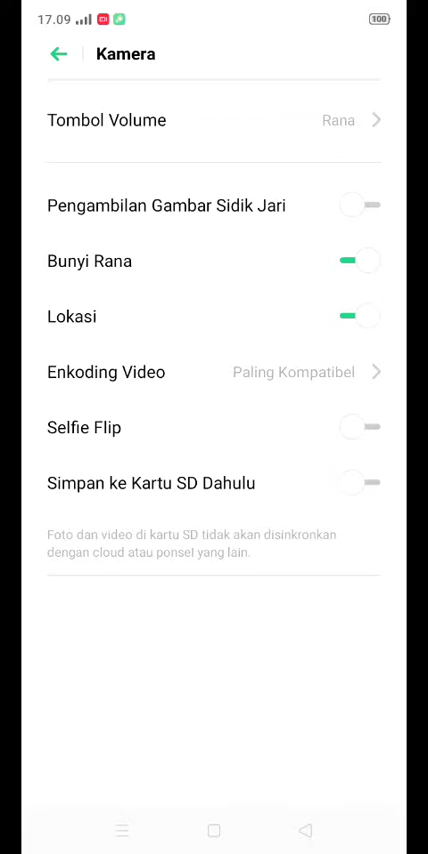 17.09
100
Kamera
Tombol Volume Rana
Pengambilan Gambar Sidik Jari
Bunyi Rana
Lokasi
Enkoding Video Paling Kompatibel
Selfie Flip
Simpan ke Kartu SD Dahulu
Foto dan video di kartu SD tidak akan disinkronkan
dengan cloud atau ponsel yang lain.